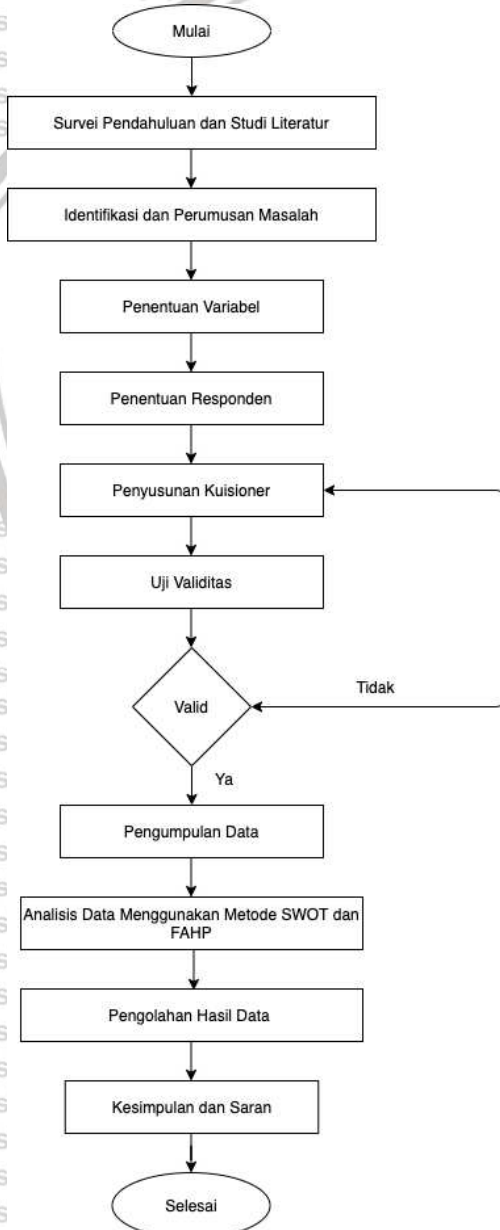 Mulai
Survei Pendahuluan dan Studi Literatur
Identifikasi dan Perumusan Masalah
Penentuan Variabel
Penentuan Responden
Penyusunan Kuisioner
Uji Validitas
Tidak
Valid
Ya
Pengumpulan Data
Analisis Data Menggunakan Metode SWOT dan
FAHP
Pengolahan Hasil Data
Kesimpulan dan Saran
Selesai